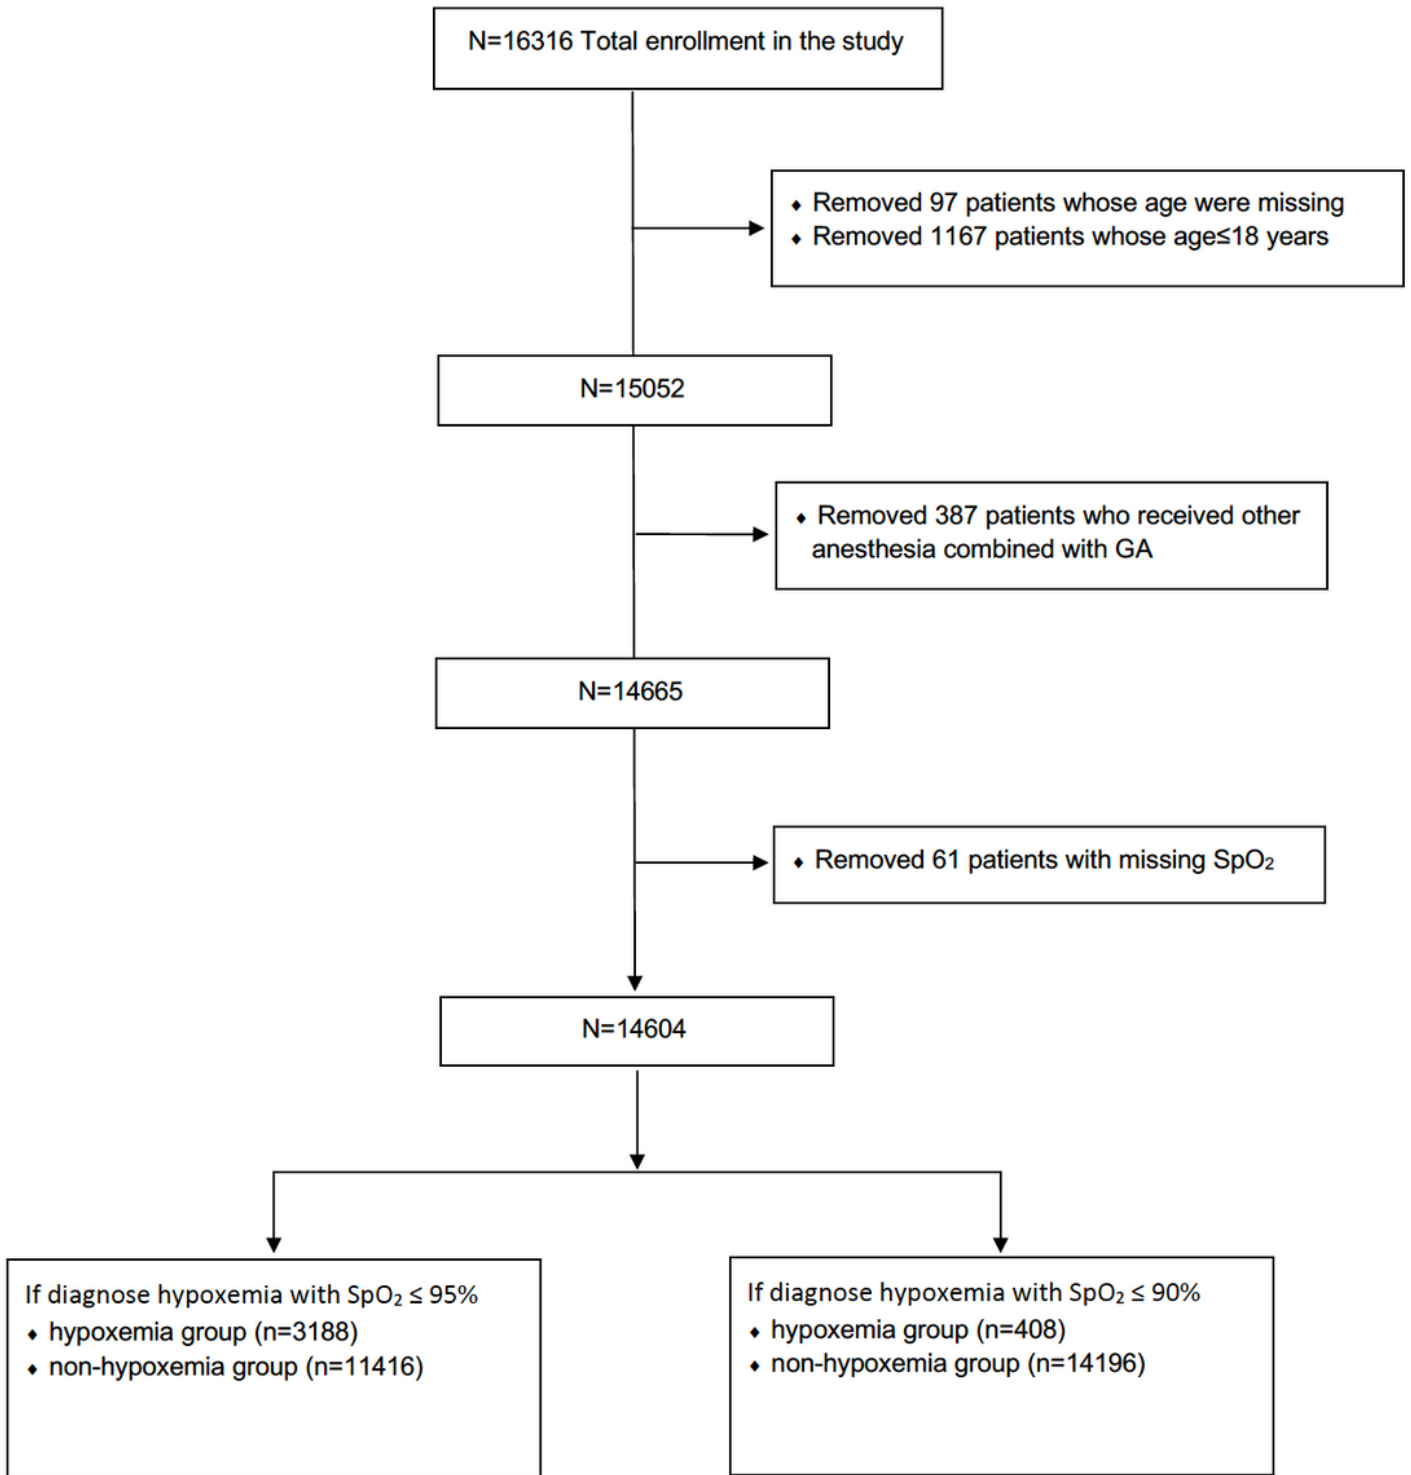 N=16316 Total enrollment in the study
♦ Removed 97 patients whose age were missing
♦ Removed 1167 patients whose age≤18 years
N=15052
♦ Removed 387 patients who received other
anesthesia combined with GA
N=14665
♦ Removed 61 patients with missing SpO₂
N=14604
If diagnose hypoxemia with SpO₂ ≤ 95%
♦ hypoxemia group (n=3188)
♦ non-hypoxemia group (n=11416)
If diagnose hypoxemia with SpO₂ ≤ 90%
♦ hypoxemia group (n=408)
♦ non-hypoxemia group (n=14196)